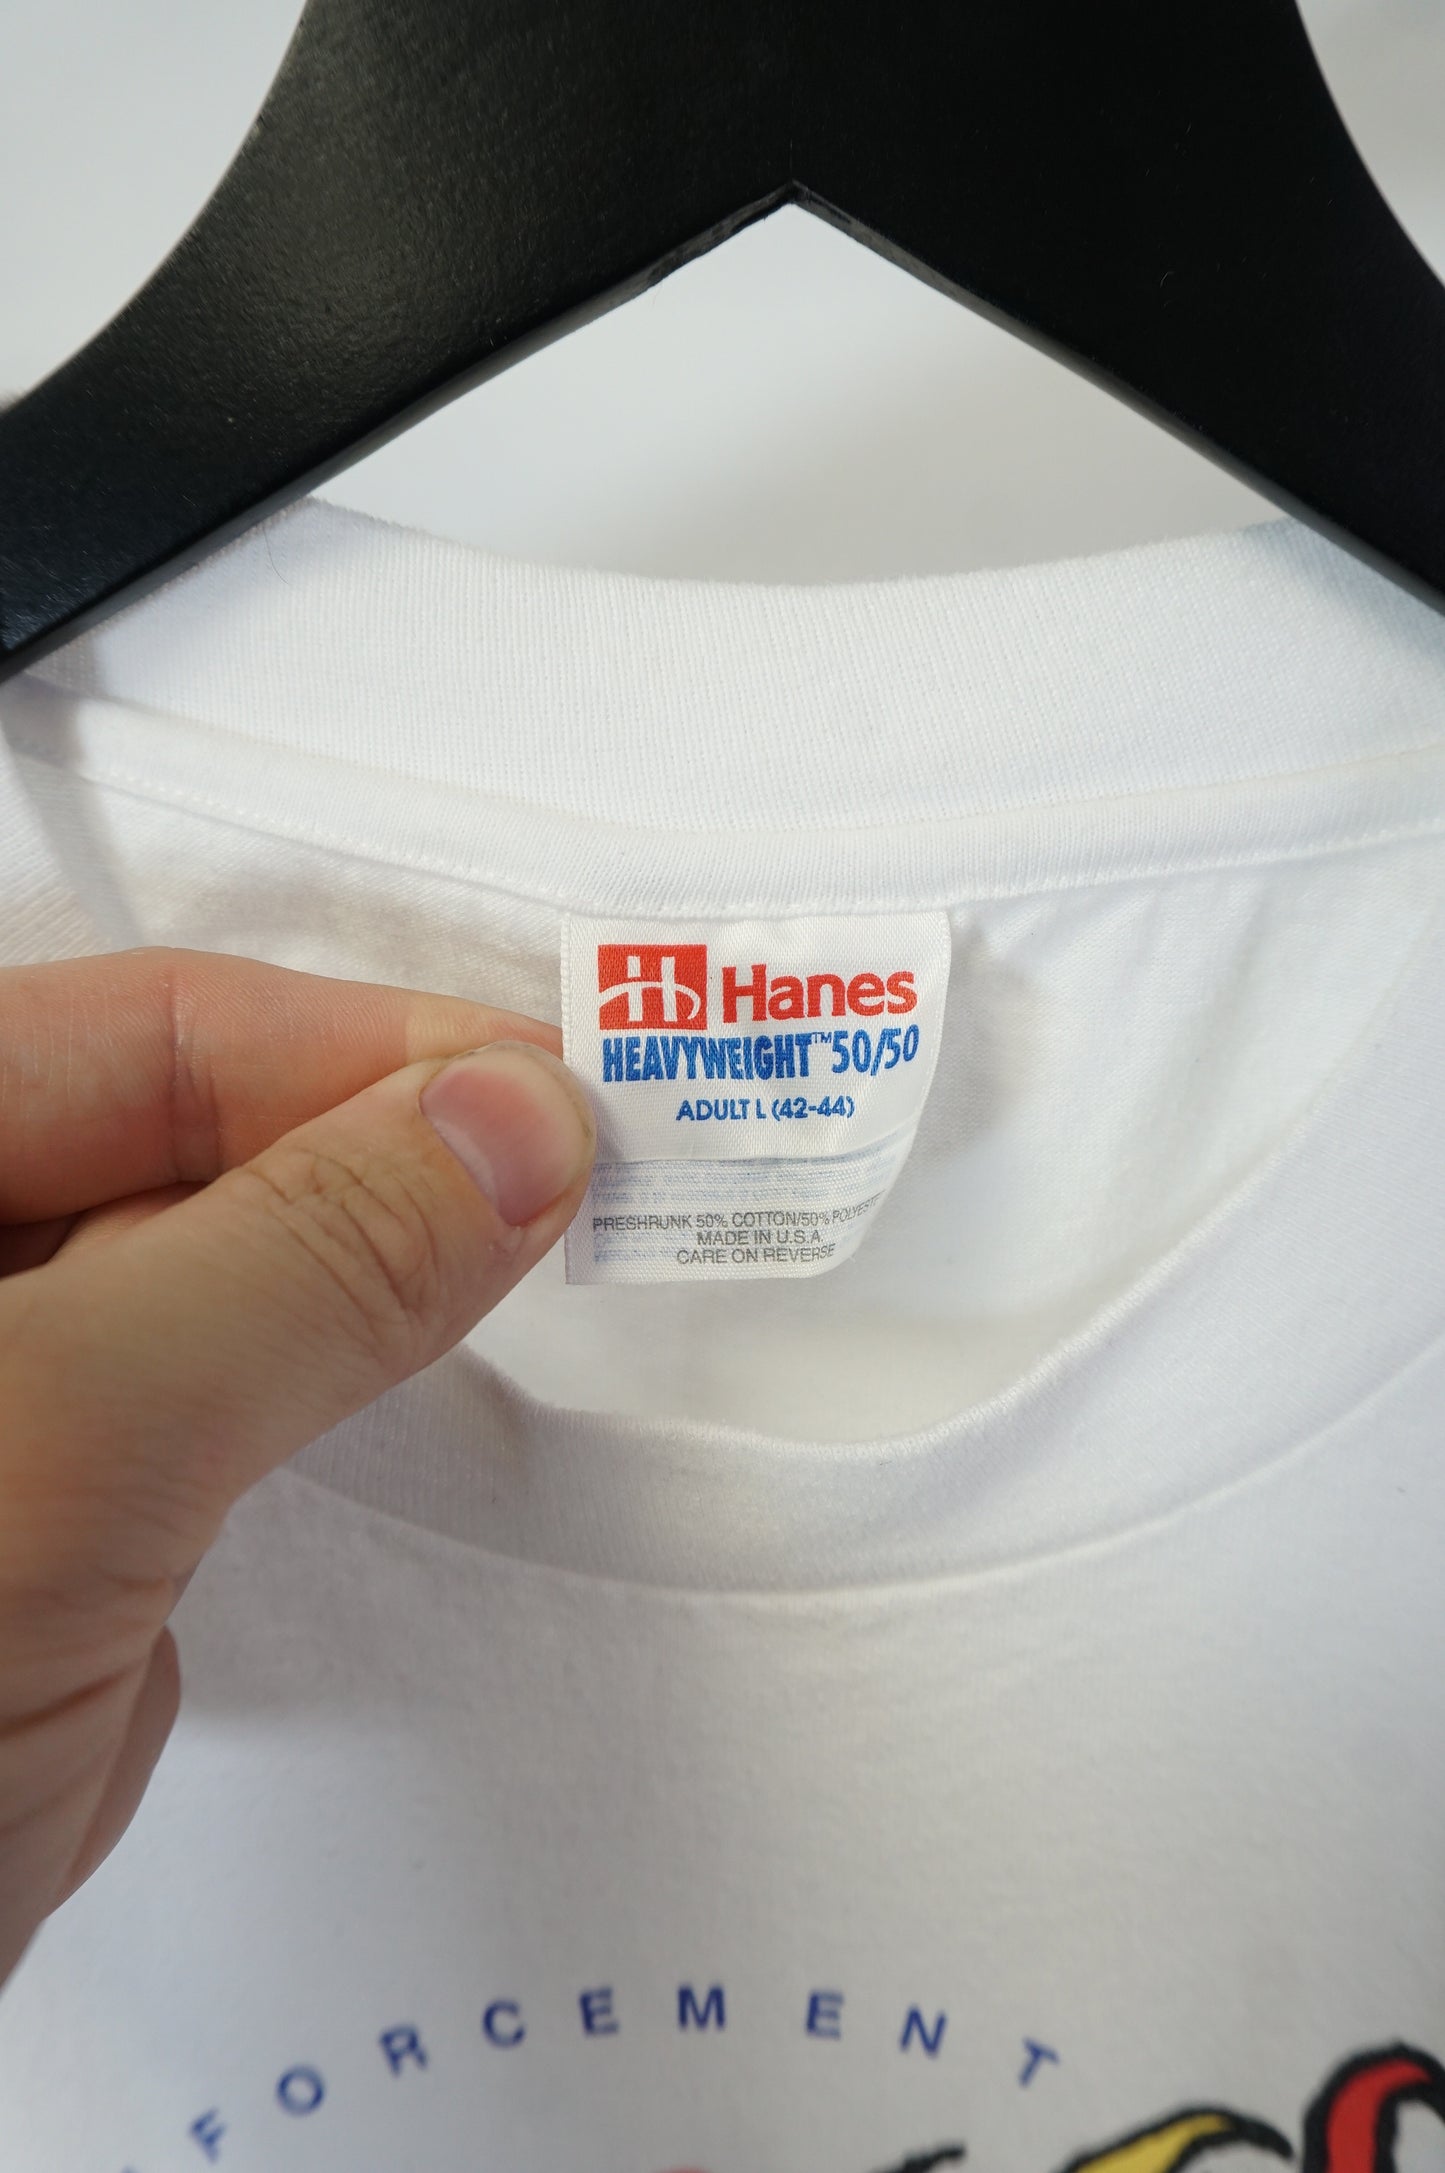 Hanes
HEAVYWEIGHT™ 50/50
ADULT L (42-44)
PRESHRUNK 50% COTTON/50% POLYESTER
MADE IN U.S.A
CARE ON REVERSE
FORCEMENT